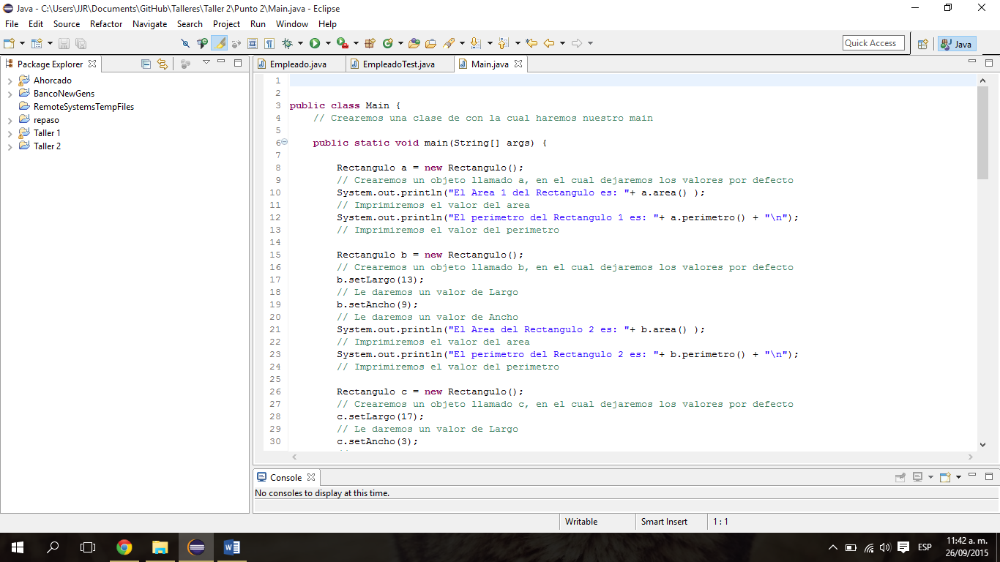 Java - C:\Users\JJR\Documents\GitHub\Talleres\Taller 2\Punto 2\Main.java - Eclipse
File Edit Source Refactor Navigate Search Project Run Window Help
Quick Access Java
Package Explorer
Ahorcado
BancoNewGens
RemoteSystemsTempFiles
repaso
Taller 1
Taller 2
Empleado.java EmpleadoTest.java Main.java
1
2
3 public class Main {
4 // Crearemos una clase de con la cual haremos nuestro main
5
6 public static void main(String[] args) {
7
8 Rectangulo a = new Rectangulo();
9 // Crearemos un objeto llamado a, en el cual dejaremos los valores por defecto
10 System.out.println("El Area 1 del Rectangulo es: "+ a.area() );
11 // Imprimiremos el valor del area
12 System.out.println("El perimetro del Rectangulo 1 es: "+ a.perimetro() + "\n");
13 // Imprimiremos el valor del perimetro
14
15 Rectangulo b = new Rectangulo();
16 // Crearemos un objeto llamado b, en el cual dejaremos los valores por defecto
17 b.setLargo(13);
18 // Le daremos un valor de Largo
19 b.setAncho(9);
20 // Le daremos un valor de Ancho
21 System.out.println("El Area del Rectangulo 2 es: "+ b.area() );
22 // Imprimiremos el valor del area
23 System.out.println("El perimetro del Rectangulo 2 es: "+ b.perimetro() + "\n");
24 // Imprimiremos el valor del perimetro
25
26 Rectangulo c = new Rectangulo();
27 // Crearemos un objeto llamado c, en el cual dejaremos los valores por defecto
28 c.setLargo(17);
29 // Le daremos un valor de Largo
30 c.setAncho(3);
Console
No consoles to display at this time.
Writable Smart Insert 1 : 1
ESP
11:42 a. m.
26/09/2015